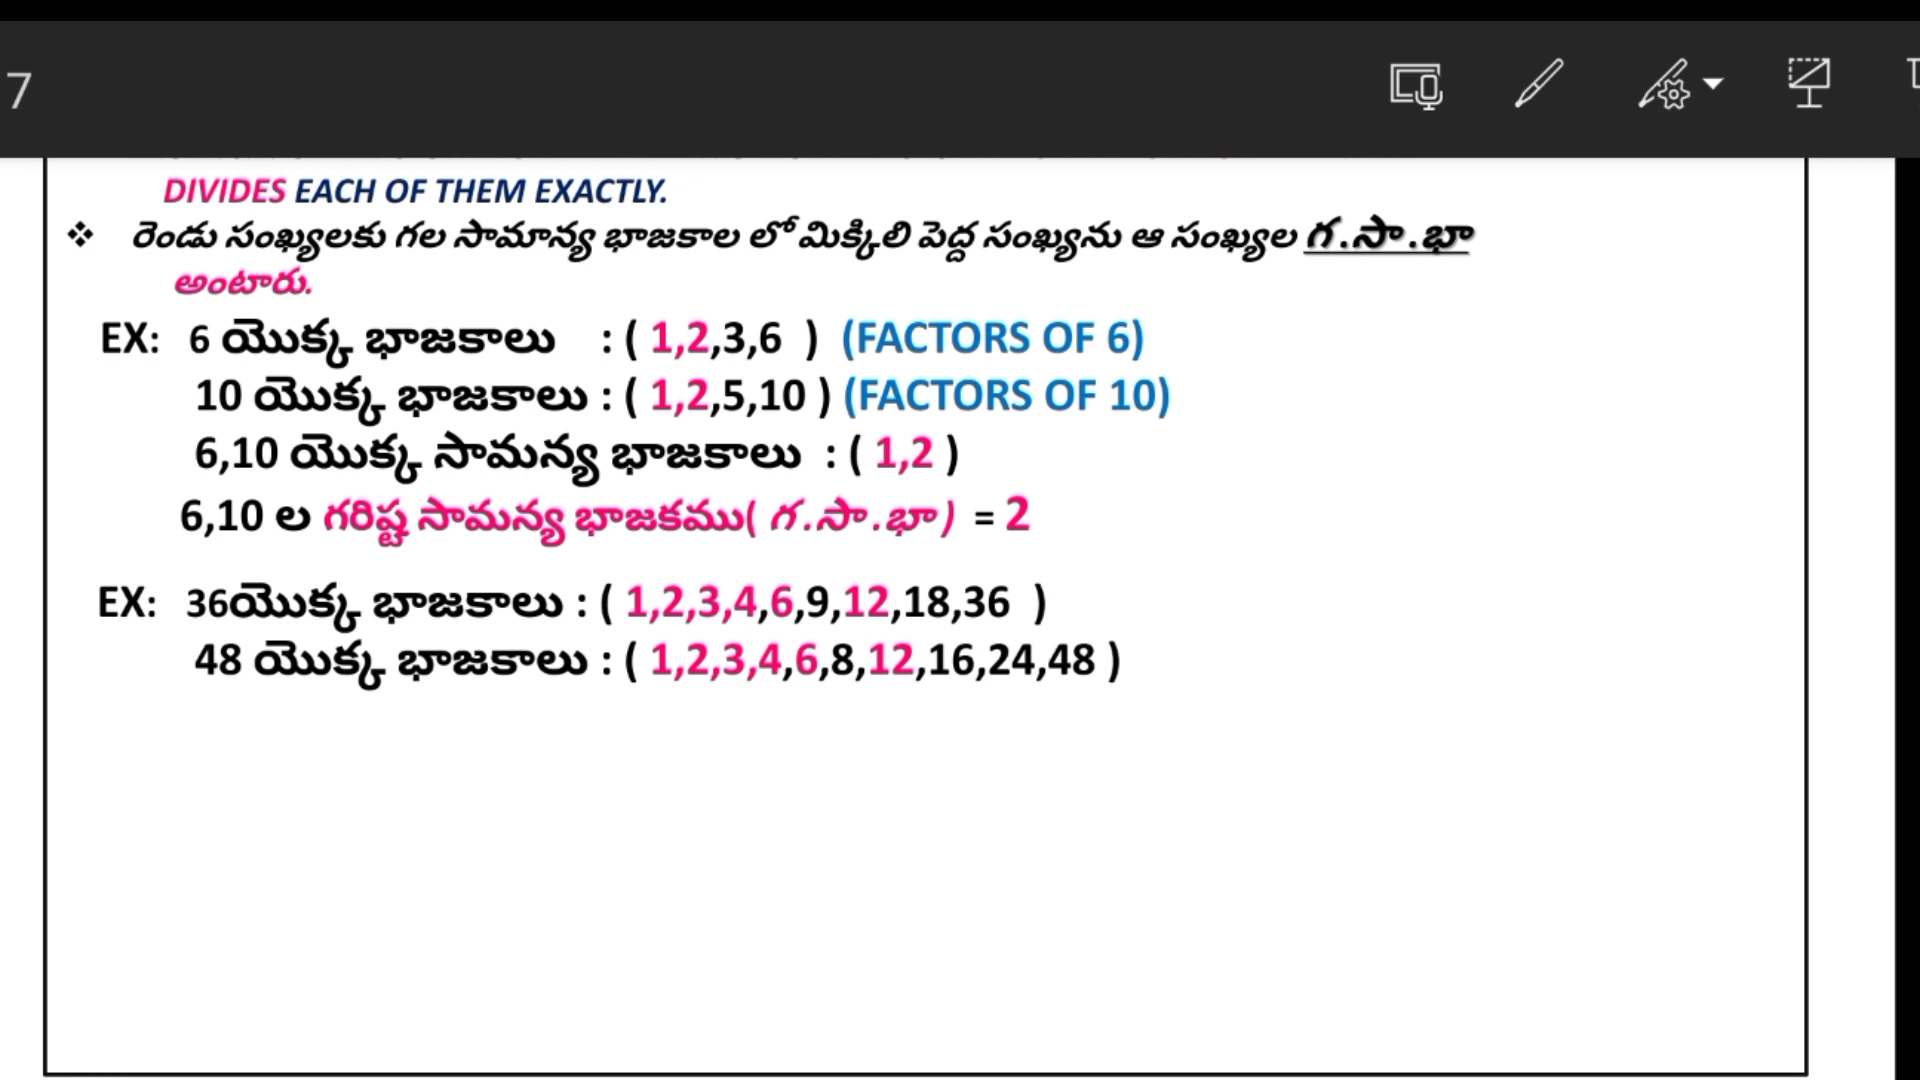 7
DIVIDES EACH OF THEM EXACTLY.
❖ రెండు సంఖ్యలకు గల సామాన్య భాజకాల లో మిక్కిలి పెద్ద సంఖ్యను ఆ సంఖ్యల గ.సా.భా
అంటారు.
EX: 6 యొక్క భాజకాలు : ( 1,2,3,6 ) (FACTORS OF 6)
10 యొక్క భాజకాలు : ( 1,2,5,10 ) (FACTORS OF 10)
6,10 యొక్క సామన్య భాజకాలు : ( 1,2 )
6,10 ల గరిష్ట సామన్య భాజకము( గ.సా.భా) = 2
EX: 36యొక్క భాజకాలు : ( 1,2,3,4,6,9,12,18,36 )
48 యొక్క భాజకాలు : ( 1,2,3,4,6,8,12,16,24,48 )